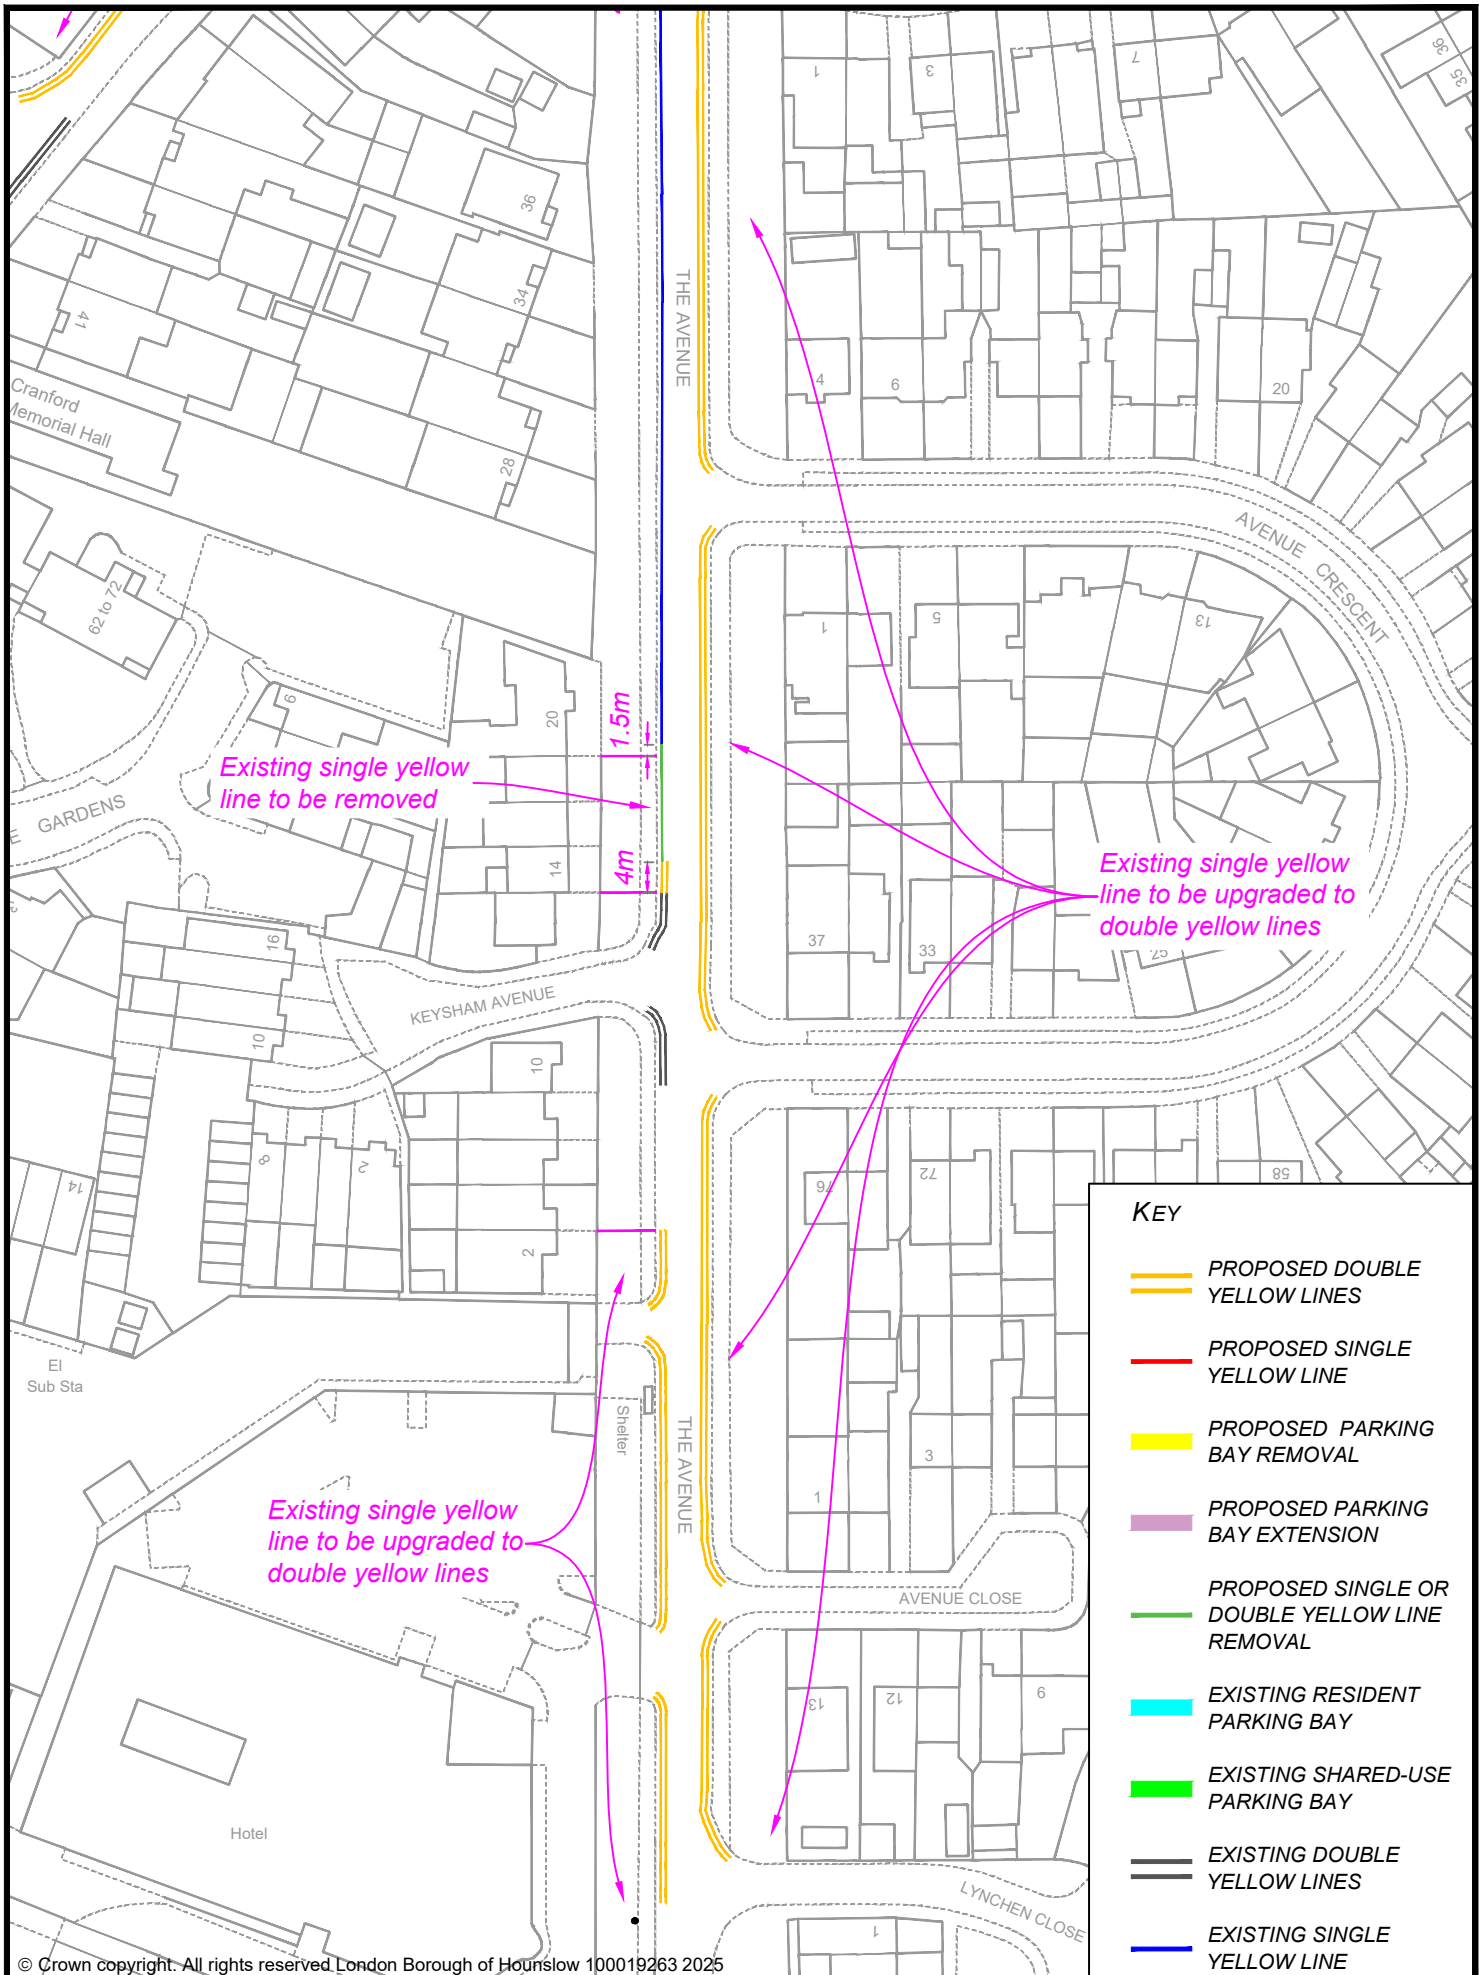 1
3
7
36
35
36
34
41
28
Cranford
Memorial Hall
THE AVENUE
4
6
20
AVENUE CRESCENT
62 to 72
6
20
1.5m
1
5
13
Existing single yellow
line to be removed
E GARDENS
14
4m
Existing single yellow
line to be upgraded to
double yellow lines
37
33
25
16
10
KEYSHAM AVENUE
10
8
2
14
2
76
72
58
El
Sub Sta
Shelter
THE AVENUE
3
1
Existing single yellow
line to be upgraded to
double yellow lines
AVENUE CLOSE
13
12
9
Hotel
LYNCHEN CLOSE
1
KEY
PROPOSED DOUBLE
YELLOW LINES
PROPOSED SINGLE
YELLOW LINE
PROPOSED PARKING
BAY REMOVAL
PROPOSED PARKING
BAY EXTENSION
PROPOSED SINGLE OR
DOUBLE YELLOW LINE
REMOVAL
EXISTING RESIDENT
PARKING BAY
EXISTING SHARED-USE
PARKING BAY
EXISTING DOUBLE
YELLOW LINES
EXISTING SINGLE
YELLOW LINE
© Crown copyright. All rights reserved London Borough of Hounslow 100019263 2025